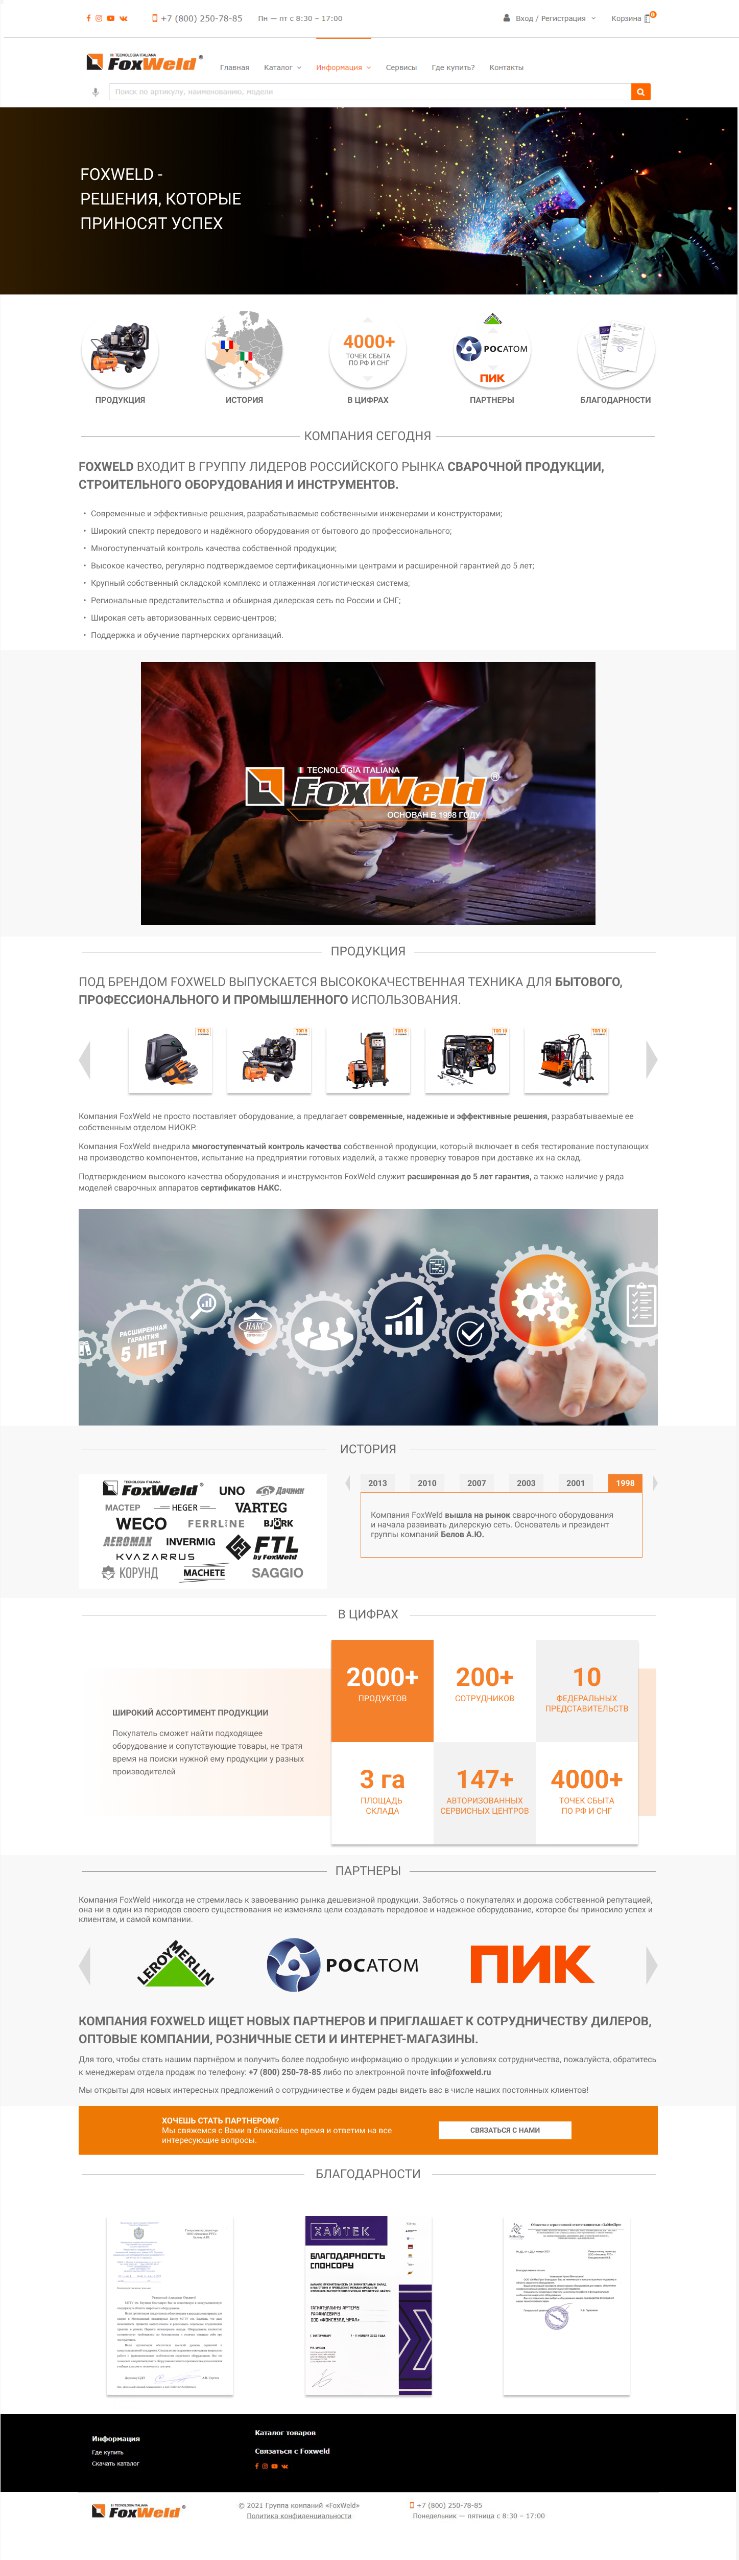 +7 (800) 250-78-85
Пн — пт с 8:30 – 17:00
Вход / Регистрация
Корзина
0
TECNOLOGIA ITALIANA
FoxWeld®
Главная
Каталог
Информация
Сервисы
Где купить?
Контакты
Поиск по артикулу, наименованию, модели
FOXWELD -
РЕШЕНИЯ, КОТОРЫЕ
ПРИНОСЯТ УСПЕХ
4000+
ТОЧЕК СБЫТА
ПО РФ И СНГ
РОСАТОМ
ПИК
ПРОДУКЦИЯ
ИСТОРИЯ
В ЦИФРАХ
ПАРТНЕРЫ
БЛАГОДАРНОСТИ
КОМПАНИЯ СЕГОДНЯ
FOXWELD ВХОДИТ В ГРУППУ ЛИДЕРОВ РОССИЙСКОГО РЫНКА СВАРОЧНОЙ ПРОДУКЦИИ,
СТРОИТЕЛЬНОГО ОБОРУДОВАНИЯ И ИНСТРУМЕНТОВ.
• Современные и эффективные решения, разрабатываемые собственными инженерами и конструкторами;
• Широкий спектр передового и надёжного оборудования от бытового до профессионального;
• Многоступенчатый контроль качества собственной продукции;
• Высокое качество, регулярно подтверждаемое сертификационными центрами и расширенной гарантией до 5 лет;
• Крупный собственный складской комплекс и отлаженная логистическая система;
• Региональные представительства и обширная дилерская сеть по России и СНГ;
• Широкая сеть авторизованных сервис-центров;
• Поддержка и обучение партнерских организаций.
TECNOLOGIA ITALIANA
FoxWeld®
ОСНОВАН В 1998 ГОДУ
ПРОДУКЦИЯ
ПОД БРЕНДОМ FOXWELD ВЫПУСКАЕТСЯ ВЫСОКОКАЧЕСТВЕННАЯ ТЕХНИКА ДЛЯ БЫТОВОГО,
ПРОФЕССИОНАЛЬНОГО И ПРОМЫШЛЕННОГО ИСПОЛЬЗОВАНИЯ.
Компания FoxWeld не просто поставляет оборудование, а предлагает современные, надежные и эффективные решения, разрабатываемые ее
собственным отделом НИОКР.
Компания FoxWeld внедрила многоступенчатый контроль качества собственной продукции, который включает в себя тестирование поступающих
на производство компонентов, испытание на предприятии готовых изделий, а также проверку товаров при доставке их на склад.
Подтверждением высокого качества оборудования и инструментов FoxWeld служит расширенная до 5 лет гарантия, а также наличие у ряда
моделей сварочных аппаратов сертификатов НАКС.
РАСШИРЕННАЯ
ГАРАНТИЯ
5 ЛЕТ
НАКС
ИСТОРИЯ
TECNOLOGIA ITALIANA
FoxWeld®
UNO
Дачник
МАСТЕР
HEGER
VARTEG
WECO
FERRLINE
BJORK
AEROMAX
INVERMIG
FTL
by FoxWeld
KVAZARRUS
КОРУНД
MACHETE
SAGGIO
2013
2010
2007
2003
2001
1998
Компания FoxWeld вышла на рынок сварочного оборудования
и начала развивать дилерскую сеть. Основатель и президент
группы компаний Белов А.Ю.
В ЦИФРАХ
ШИРОКИЙ АССОРТИМЕНТ ПРОДУКЦИИ
Покупатель сможет найти подходящее
оборудование и сопутствующие товары, не тратя
время на поиски нужной ему продукции у разных
производителей
2000+
ПРОДУКТОВ
200+
СОТРУДНИКОВ
10
ФЕДЕРАЛЬНЫХ
ПРЕДСТАВИТЕЛЬСТВ
3 га
ПЛОЩАДЬ
СКЛАДА
147+
АВТОРИЗОВАННЫХ
СЕРВИСНЫХ ЦЕНТРОВ
4000+
ТОЧЕК СБЫТА
ПО РФ И СНГ
ПАРТНЕРЫ
Компания FoxWeld никогда не стремилась к завоеванию рынка дешевизной продукции. Заботясь о покупателях и дорожа собственной репутацией,
она ни в один из периодов своего существования не изменяла цели создавать передовое и надежное оборудование, которое бы приносило успех и
клиентам, и самой компании.
LEROY MERLIN
РОСАТОМ
ПИК
КОМПАНИЯ FOXWELD ИЩЕТ НОВЫХ ПАРТНЕРОВ И ПРИГЛАШАЕТ К СОТРУДНИЧЕСТВУ ДИЛЕРОВ,
ОПТОВЫЕ КОМПАНИИ, РОЗНИЧНЫЕ СЕТИ И ИНТЕРНЕТ-МАГАЗИНЫ.
Для того, чтобы стать нашим партнёром и получить более подробную информацию о продукции и условиях сотрудничества, пожалуйста, обратитесь
к менеджерам отдела продаж по телефону: +7 (800) 250-78-85 либо по электронной почте info@foxweld.ru
Мы открыты для новых интересных предложений о сотрудничестве и будем рады видеть вас в числе наших постоянных клиентов!
ХОЧЕШЬ СТАТЬ ПАРТНЕРОМ?
Мы свяжемся с Вами в ближайшее время и ответим на все
интересующие вопросы.
СВЯЗАТЬСЯ С НАМИ
БЛАГОДАРНОСТИ
ХАЙТЕК
БЛАГОДАРНОСТЬ
СПОНСОРУ
Информация
Где купить
Скачать каталог
Каталог товаров
Связаться с Foxweld
TECNOLOGIA ITALIANA
FoxWeld®
© 2021 Группа компаний «FoxWeld»
Политика конфиденциальности
+7 (800) 250-78-85
Понедельник — пятница с 8:30 – 17:00